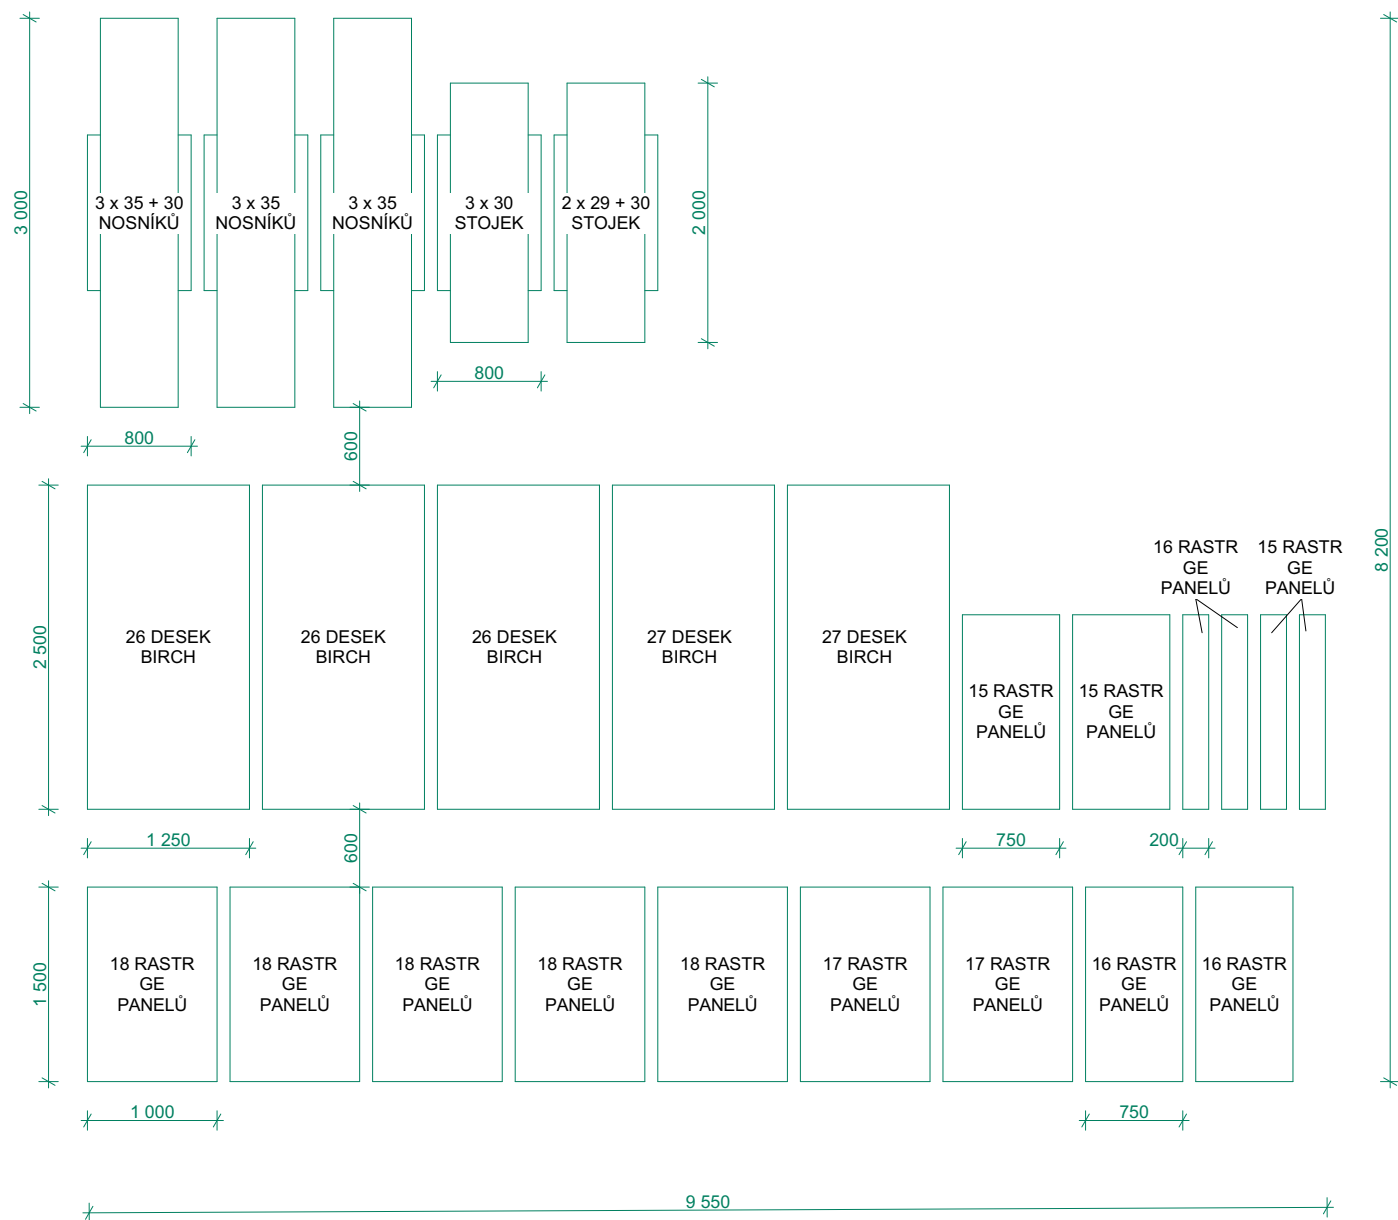 3 000
3 x 35 + 30
NOSNÍKŮ
3 x 35
NOSNÍKŮ
3 x 35
NOSNÍKŮ
3 x 30
STOJEK
2 x 29 + 30
STOJEK
2 000
800
800
600
8 200
2 500
26 DESEK
BIRCH
26 DESEK
BIRCH
26 DESEK
BIRCH
27 DESEK
BIRCH
27 DESEK
BIRCH
15 RASTR
GE
PANELŮ
15 RASTR
GE
PANELŮ
16 RASTR
GE
PANELŮ
15 RASTR
GE
PANELŮ
1 250
600
750
200
1 500
18 RASTR
GE
PANELŮ
18 RASTR
GE
PANELŮ
18 RASTR
GE
PANELŮ
18 RASTR
GE
PANELŮ
18 RASTR
GE
PANELŮ
17 RASTR
GE
PANELŮ
17 RASTR
GE
PANELŮ
16 RASTR
GE
PANELŮ
16 RASTR
GE
PANELŮ
1 000
750
9 550